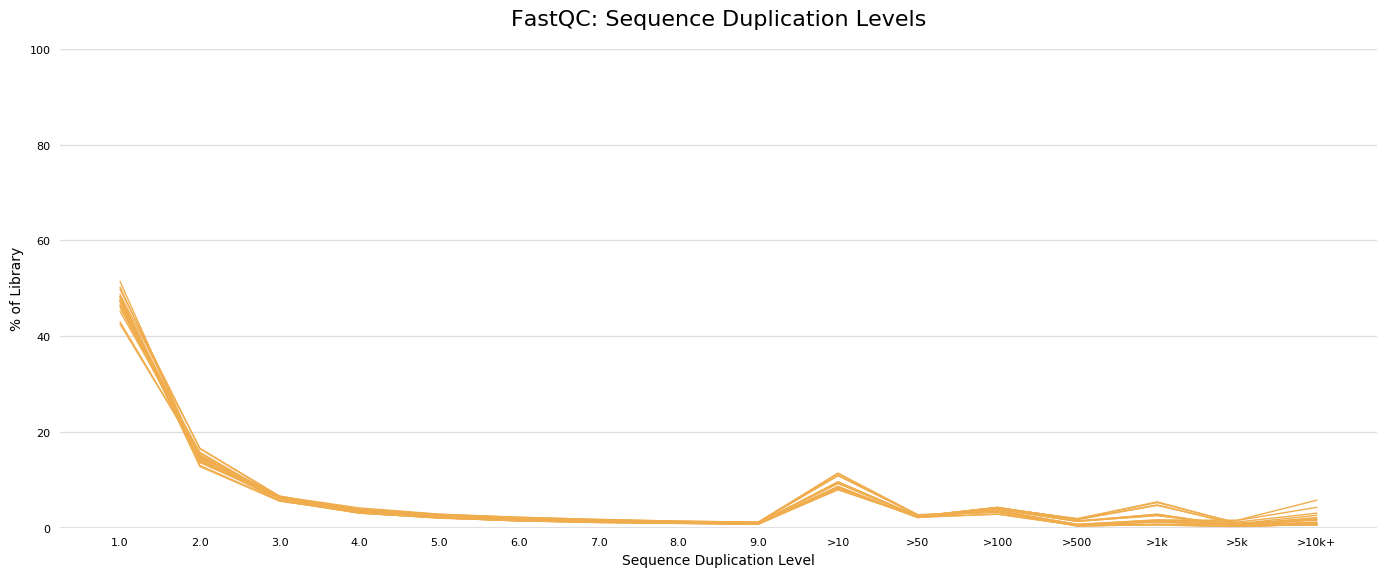 FastQC: Sequence Duplication Levels
100
80
60
40
20
0
% of Library
1.0 2.0 3.0 4.0 5.0 6.0 7.0 8.0 9.0 >10 >50 >100 >500 >1k >5k >10k+
Sequence Duplication Level